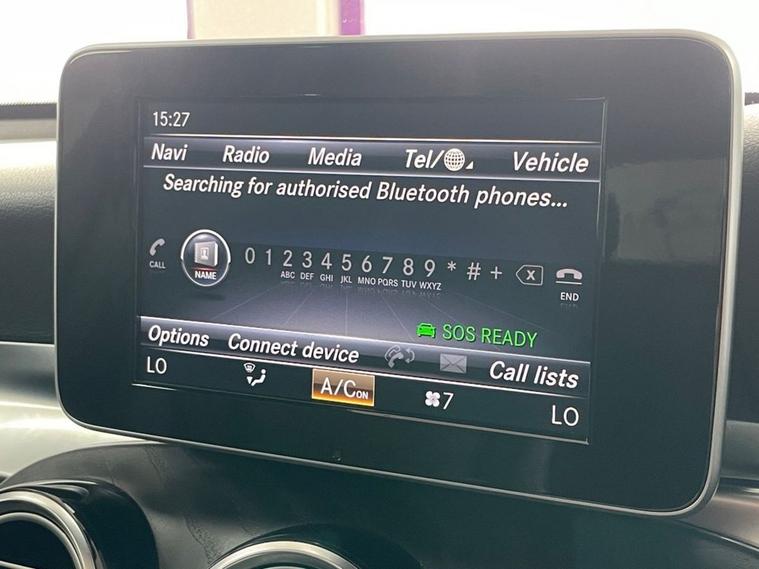 15:27
Navi Radio Media Tel/ Vehicle
Searching for authorised Bluetooth phones...
CALL NAME 0 1 2 3 4 5 6 7 8 9 * # + X END
ABC DEF GHI JKL MNO PQRS TUV WXYZ
SOS READY
Options Connect device Call lists
LO A/C ON 7 LO